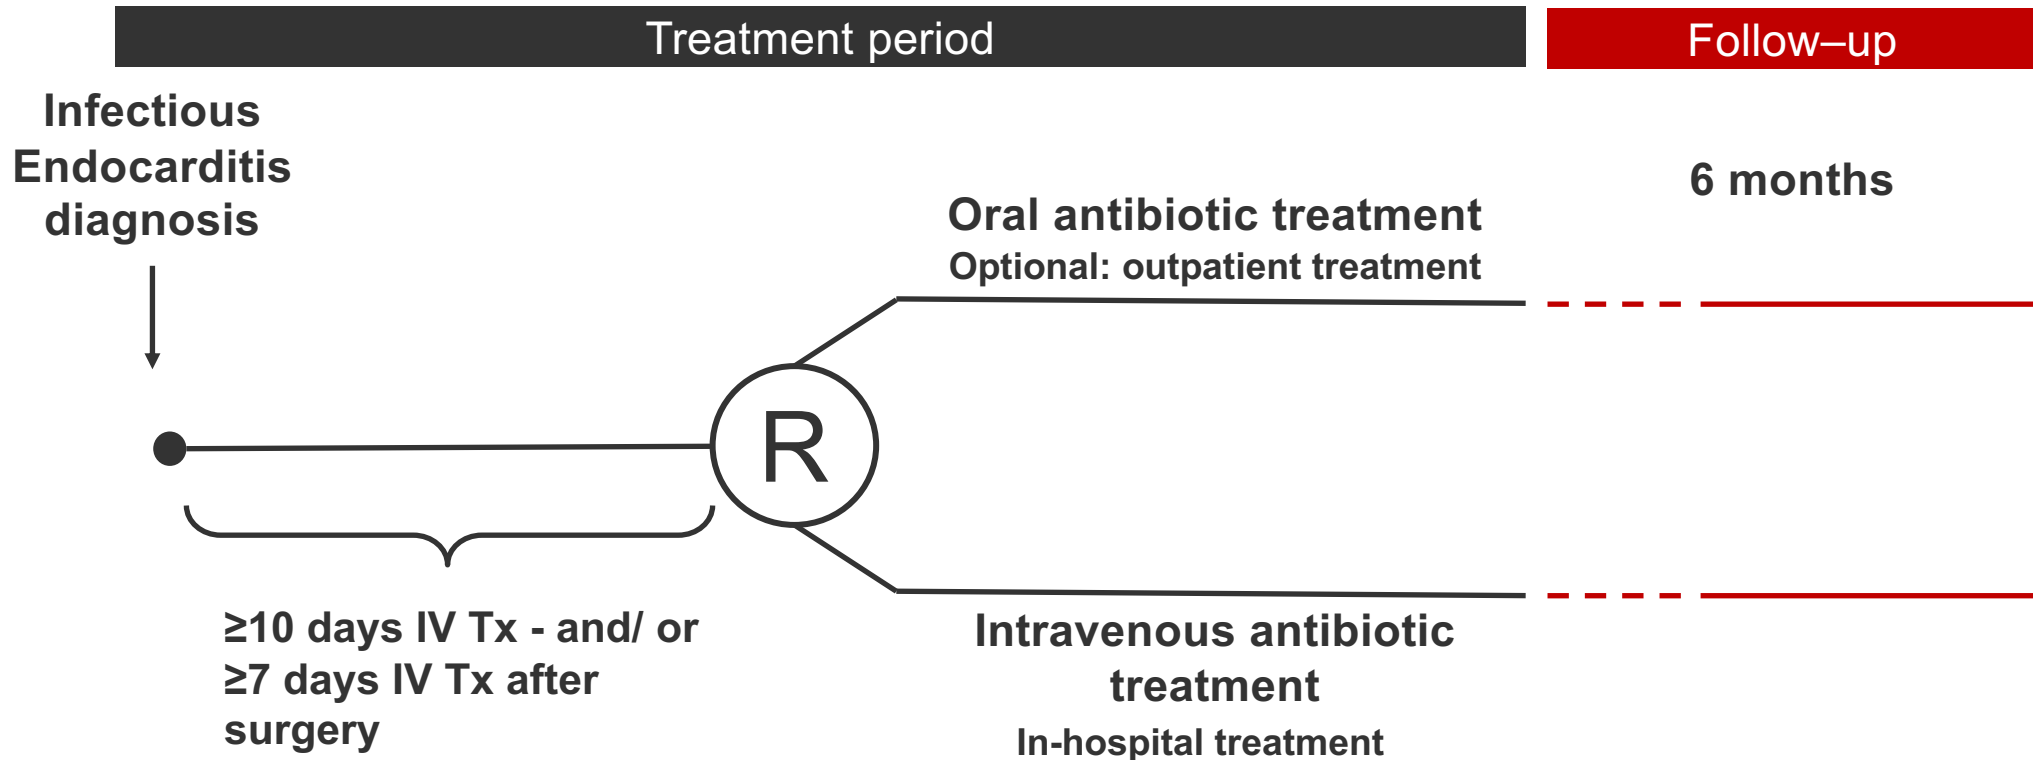 Treatment period
Follow–up
Infectious
Endocarditis
diagnosis
6 months
Oral antibiotic treatment
Optional: outpatient treatment
R
≥10 days IV Tx - and/ or
≥7 days IV Tx after
surgery
Intravenous antibiotic
treatment
In-hospital treatment